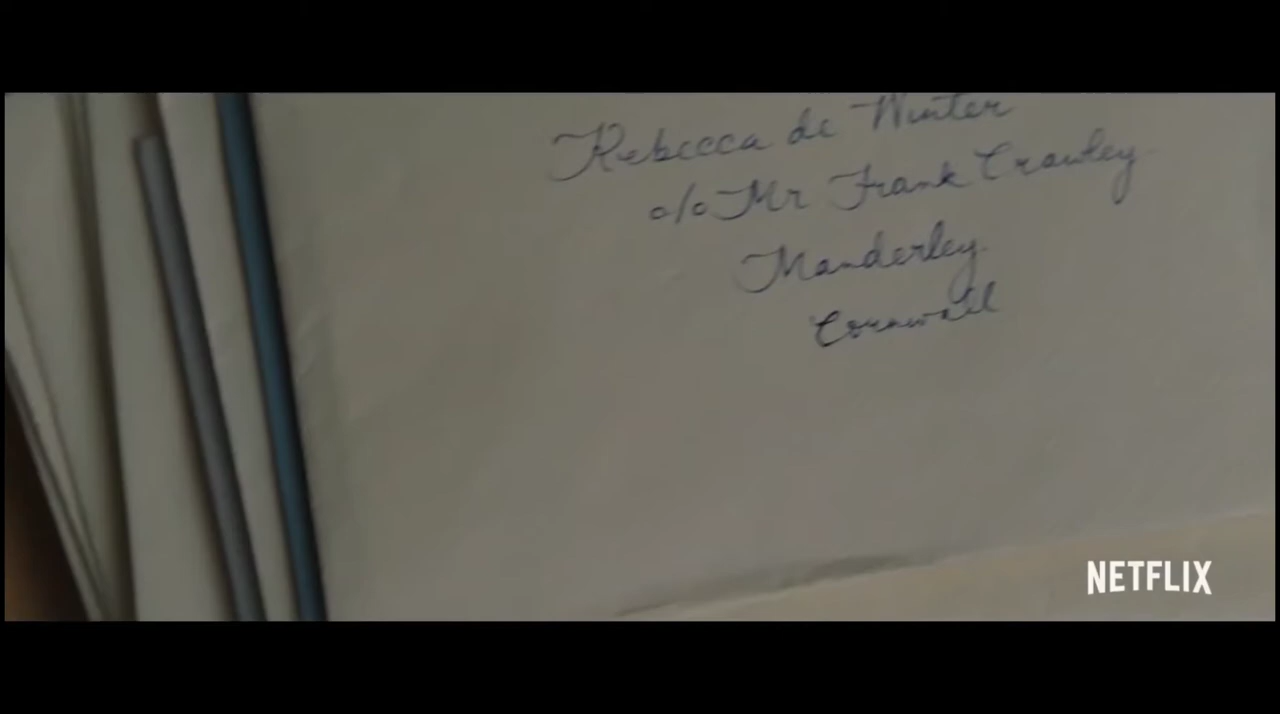 Rebecca de Winter
c/o Mr Frank Crawley
Manderley
Cornwall
NETFLIX